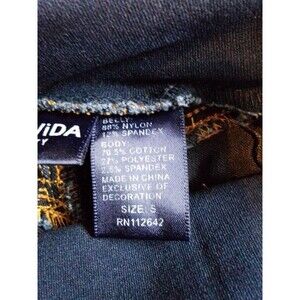 ViDA
BELLY
88% NYLON
12% SPANDEX
BODY
70.5% COTTON
27% POLYESTER
2.5% SPANDEX
MADE IN CHINA
EXCLUSIVE OF
DECORATION
SIZE: S
RN112642